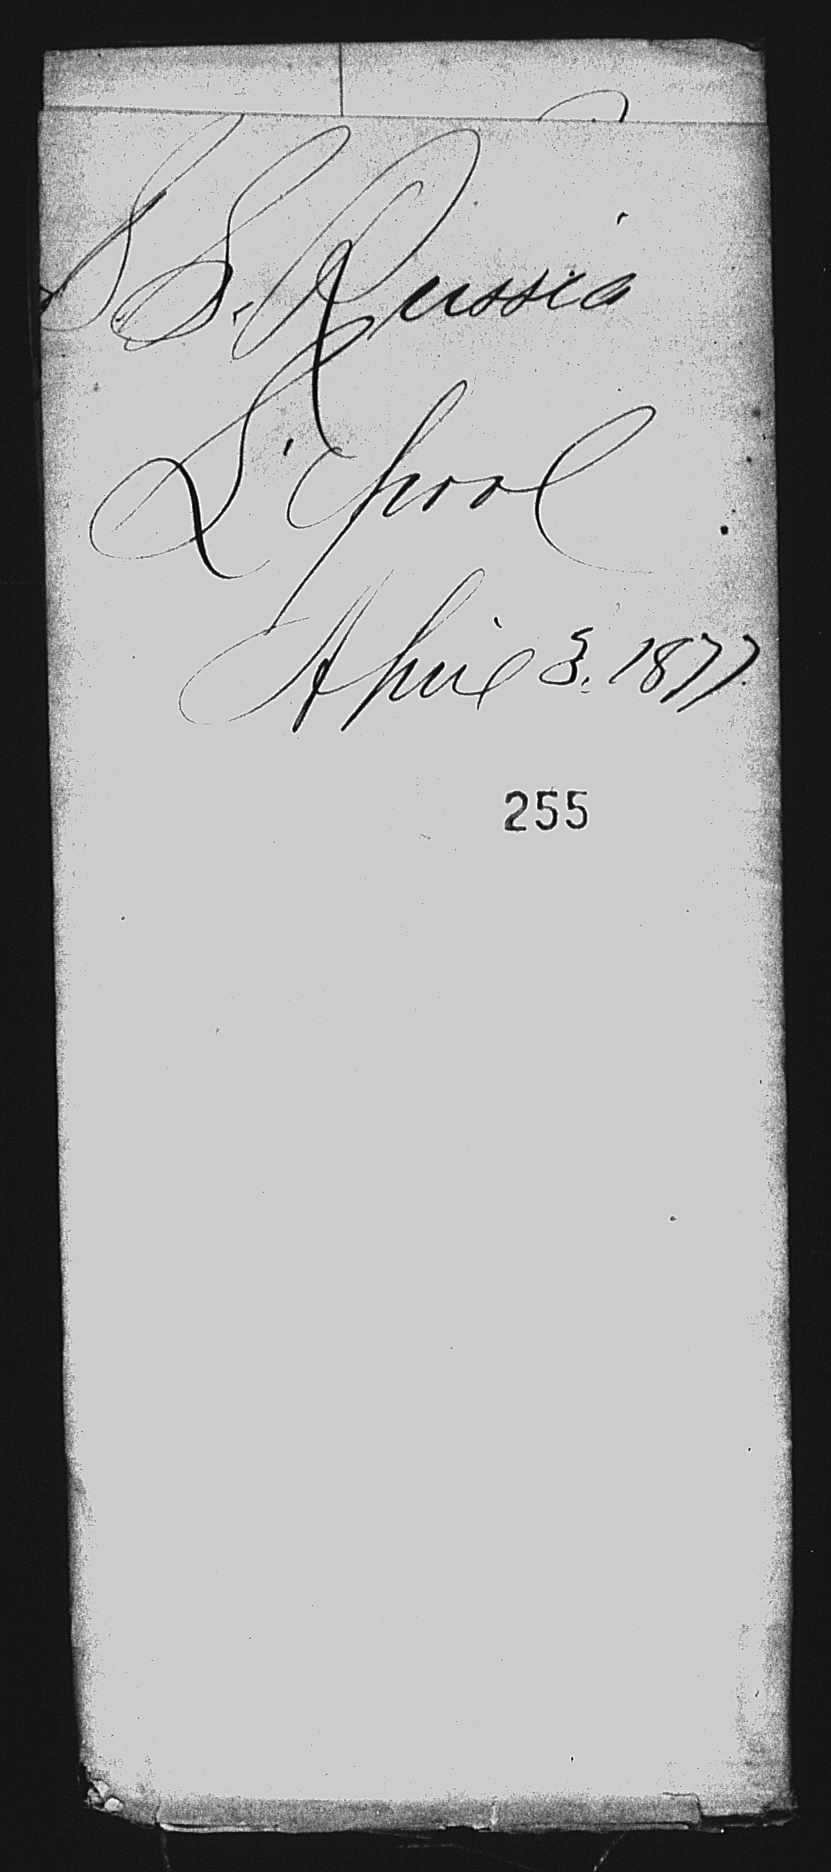 S S. Russia
L'pool
April 3. 1877
255